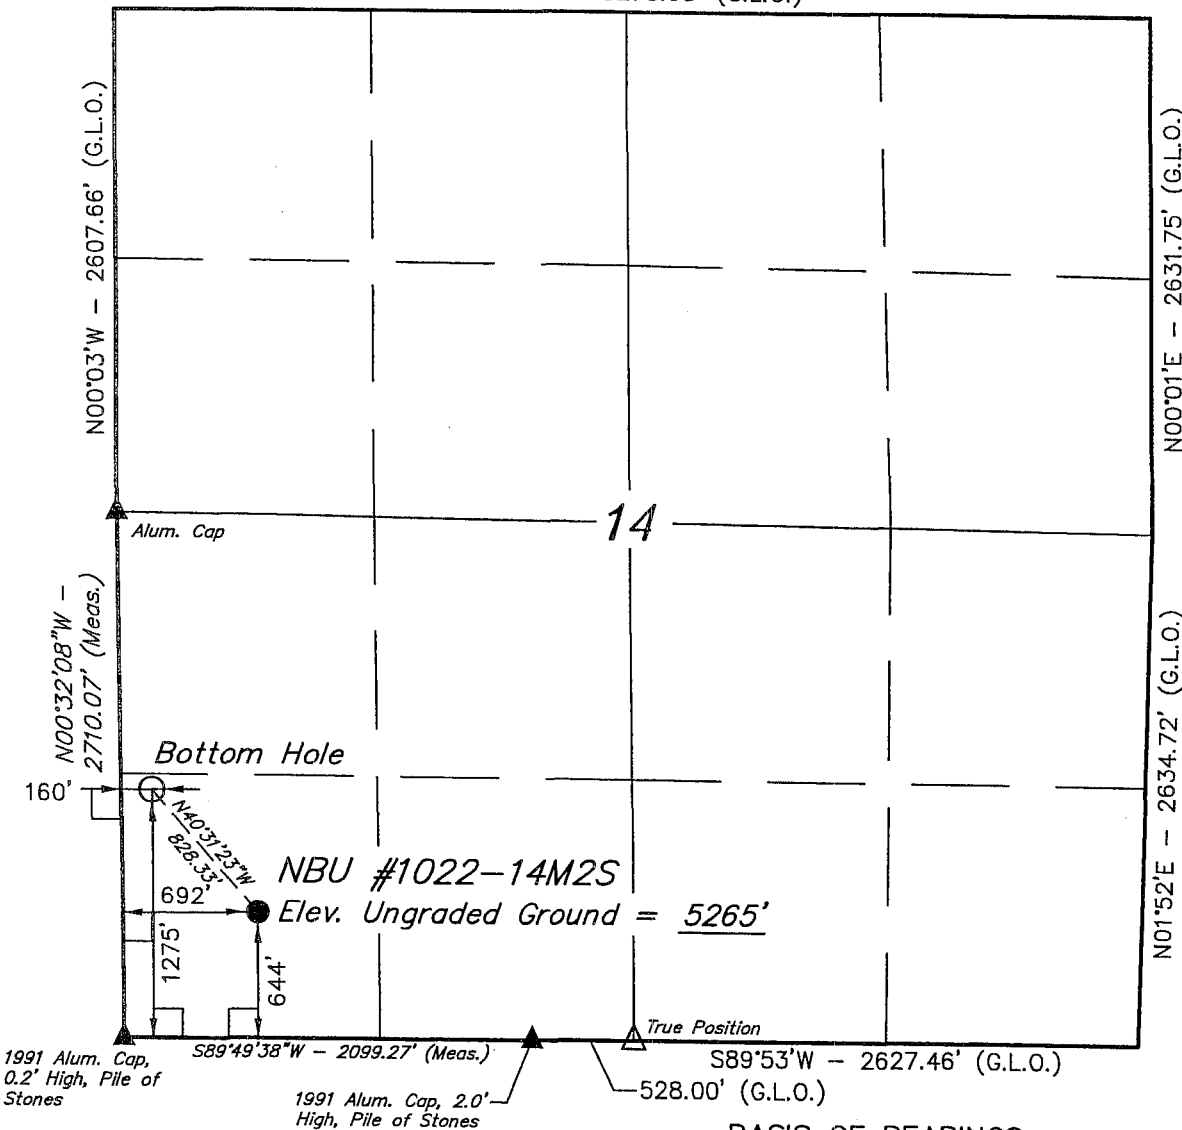 (G.L.O.)
N00°03'W - 2607.66' (G.L.O.)
N00°01'E - 2631.75' (G.L.O.)
14
Alum. Cap
N00°32'08"W -
2710.07' (Meas.)
N01°52'E - 2634.72' (G.L.O.)
Bottom Hole
160'
N40°31'23"W
828.33'
NBU #1022-14M2S
692'
Elev. Ungraded Ground = 5265'
1275'
644'
True Position
1991 Alum. Cap,
0.2' High, Pile of
Stones
S89°49'38"W - 2099.27' (Meas.)
S89°53'W - 2627.46' (G.L.O.)
528.00' (G.L.O.)
1991 Alum. Cap, 2.0'
High, Pile of Stones